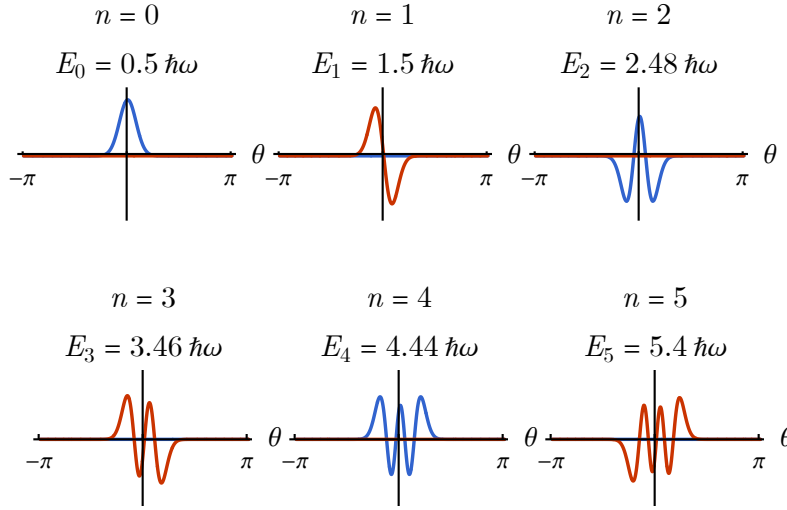 n = 0 n = 1 n = 2
E₀ = 0.5 ℏω E₁ = 1.5 ℏω E₂ = 2.48 ℏω
θ θ θ
−π π −π π −π π
n = 3 n = 4 n = 5
E₃ = 3.46 ℏω E₄ = 4.44 ℏω E₅ = 5.4 ℏω
θ θ θ
−π π −π π −π π